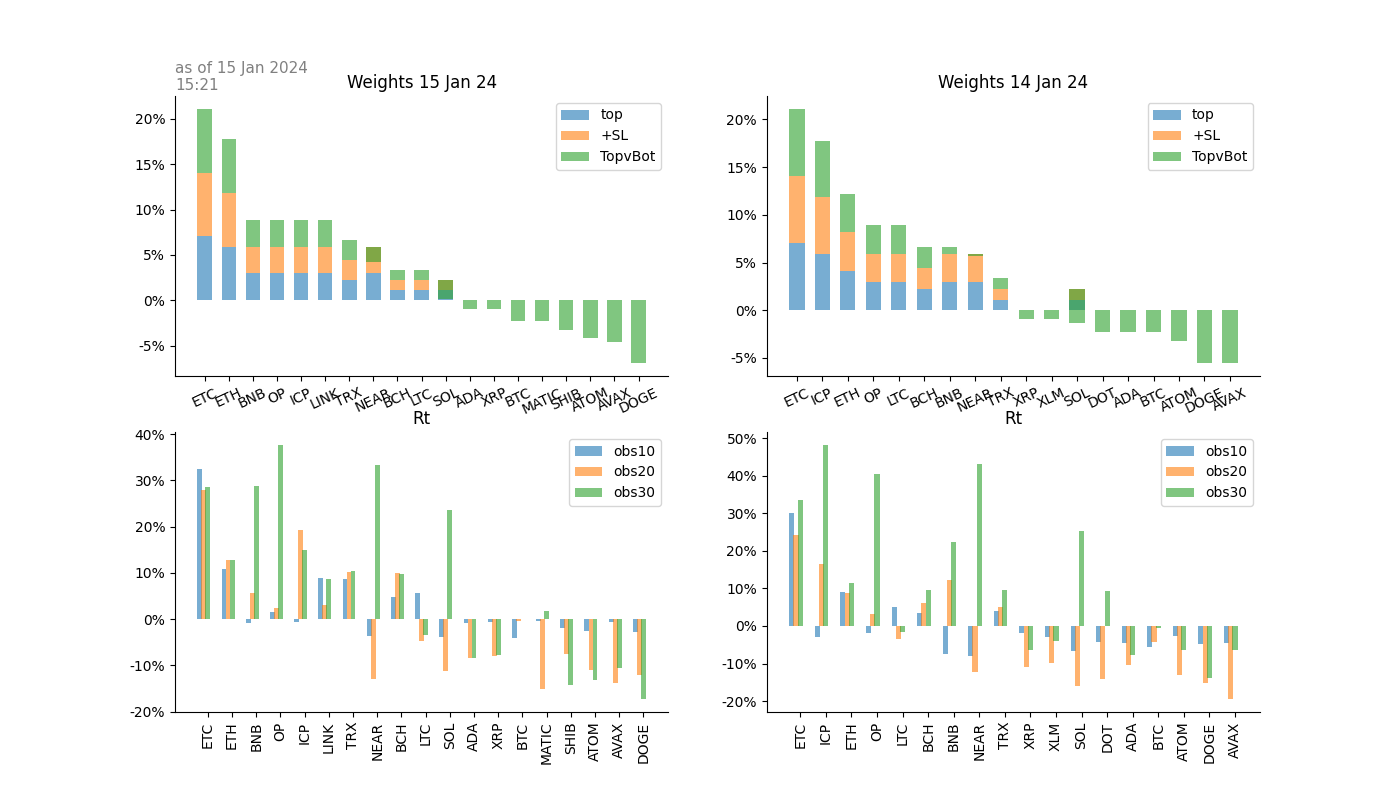 as of 15 Jan 2024
15:21
Weights 15 Jan 24
20%
15%
10%
5%
0%
-5%
top
+SL
TopvBot
ETC ETH BNB OP ICP LINK TRX NEAR BCH LTC SOL ADA XRP BTC MATIC SHIB ATOM AVAX DOGE
Weights 14 Jan 24
20%
15%
10%
5%
0%
-5%
top
+SL
TopvBot
ETC ICP ETH OP LTC BCH BNB NEAR TRX XRP XLM SOL DOT ADA BTC ATOM DOGE AVAX
Rt
40%
30%
20%
10%
0%
-10%
-20%
obs10
obs20
obs30
ETC ETH BNB OP ICP LINK TRX NEAR BCH LTC SOL ADA XRP BTC MATIC SHIB ATOM AVAX DOGE
Rt
50%
40%
30%
20%
10%
0%
-10%
-20%
obs10
obs20
obs30
ETC ICP ETH OP LTC BCH BNB NEAR TRX XRP XLM SOL DOT ADA BTC ATOM DOGE AVAX